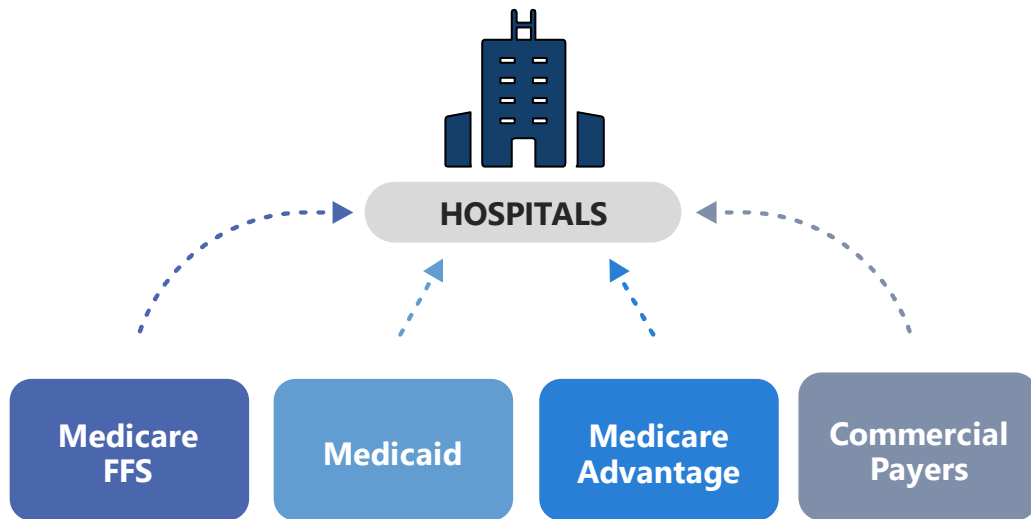 HOSPITALS
Medicare
FFS
Medicaid
Medicare
Advantage
Commercial
Payers